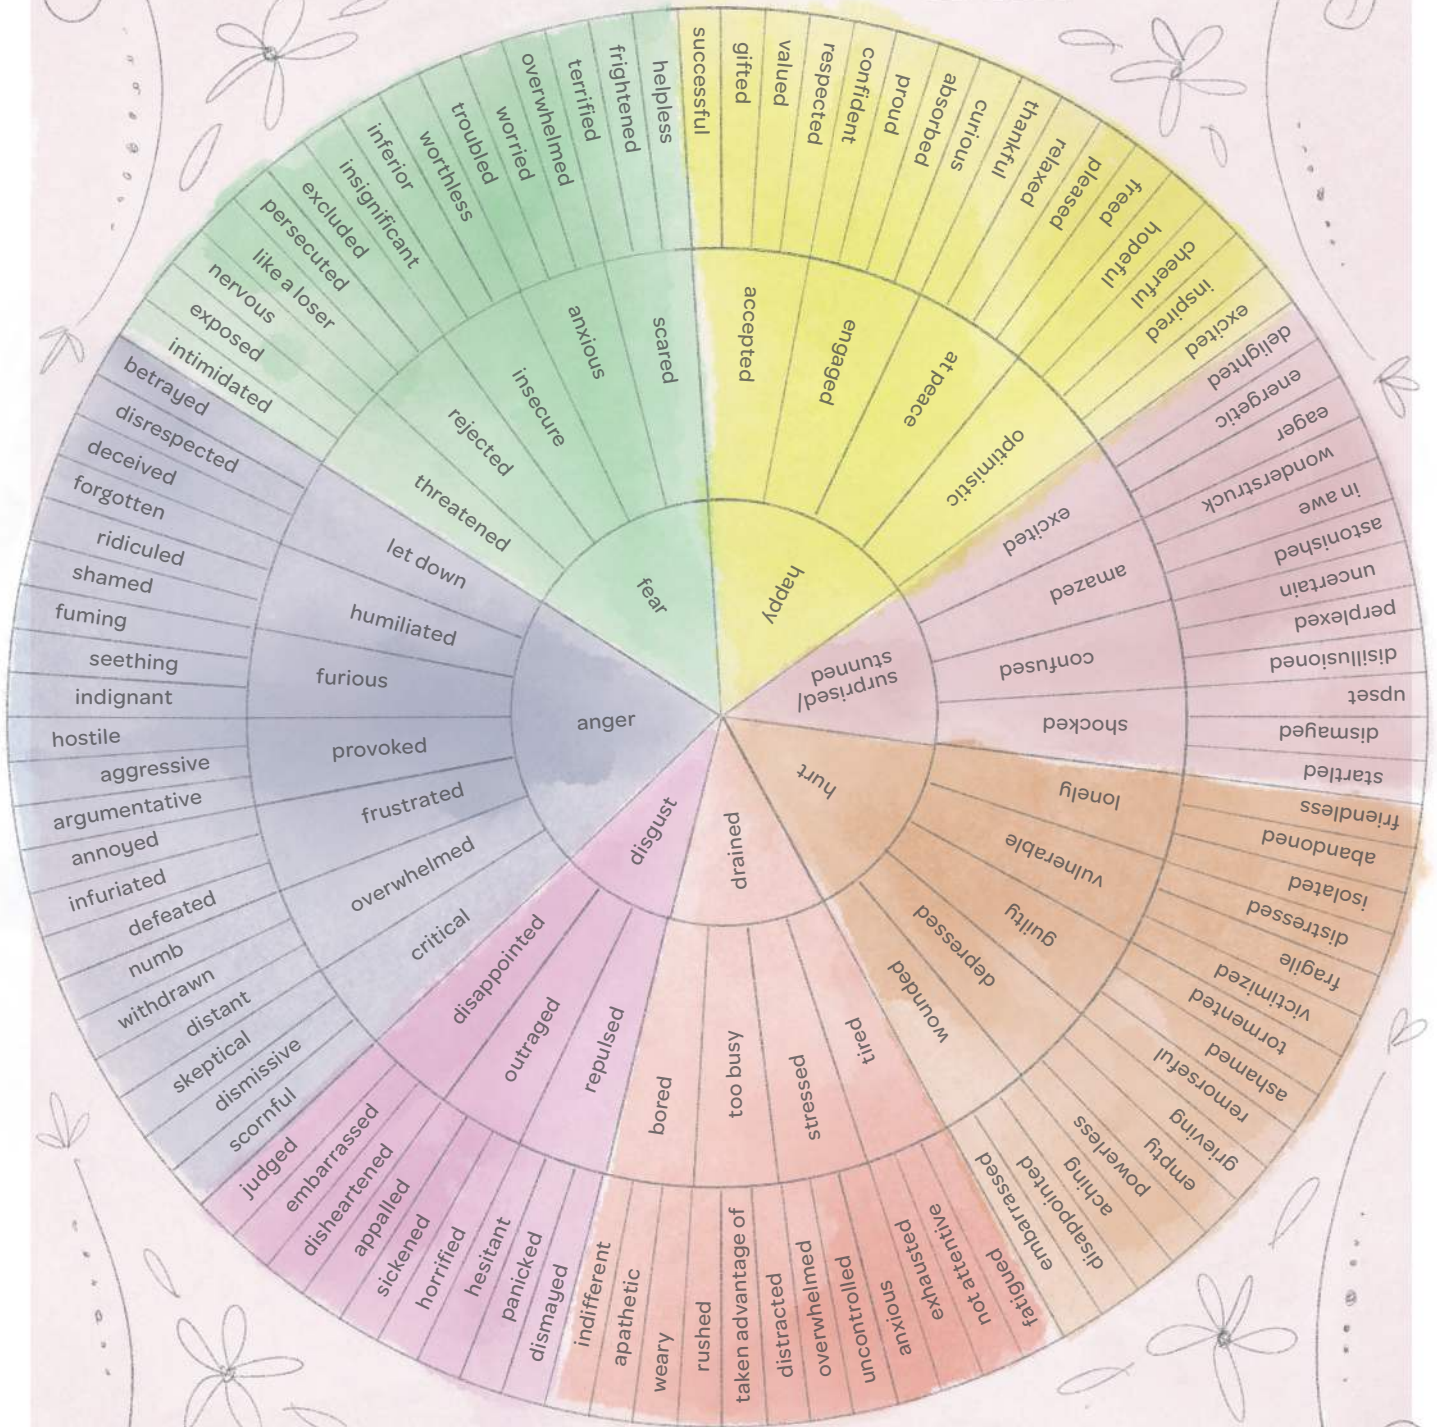 happy
surprised/
stunned
hurt
drained
disgust
anger
fear
accepted
engaged
at peace
optimistic
excited
amazed
confused
shocked
lonely
vulnerable
guilty
depressed
wounded
tired
stressed
too busy
bored
repulsed
outraged
disappointed
critical
overwhelmed
frustrated
provoked
furious
humiliated
let down
threatened
rejected
insecure
anxious
scared
successful
gifted
valued
respected
confident
proud
absorbed
curious
thankful
relaxed
pleased
freed
hopeful
cheerful
inspired
excited
delighted
energetic
eager
wonderstruck
in awe
astonished
uncertain
perplexed
disillusioned
upset
dismayed
startled
friendless
abandoned
isolated
distressed
fragile
victimized
tormented
ashamed
remorseful
grieving
empty
powerless
aching
disappointed
embarrassed
fatigued
not attentive
exhausted
anxious
uncontrolled
overwhelmed
distracted
taken advantage of
rushed
weary
apathetic
indifferent
dismayed
panicked
hesitant
horrified
sickened
appalled
disheartened
embarrassed
judged
scornful
dismissive
skeptical
distant
withdrawn
numb
defeated
infuriated
annoyed
argumentative
aggressive
hostile
indignant
seething
fuming
shamed
ridiculed
forgotten
deceived
disrespected
betrayed
intimidated
exposed
nervous
like a loser
persecuted
excluded
insignificant
inferior
worthless
troubled
worried
overwhelmed
terrified
frightened
helpless